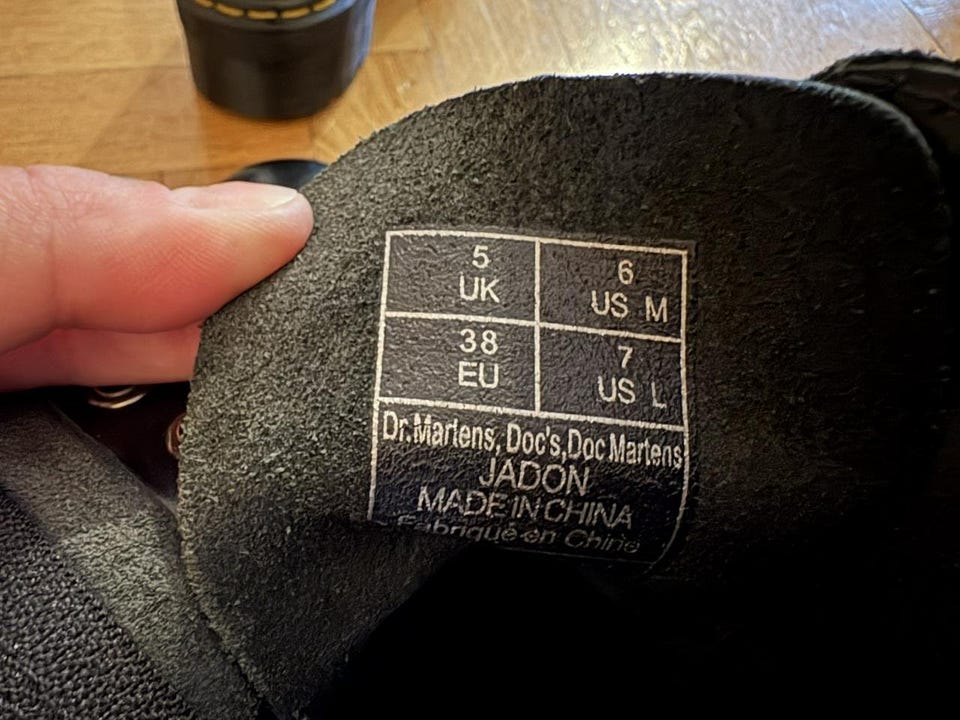 5
UK
6
US M
38
EU
7
US L
Dr.Martens, Doc's,Doc Martens
JADON
MADE IN CHINA
Fabriqué en Chine